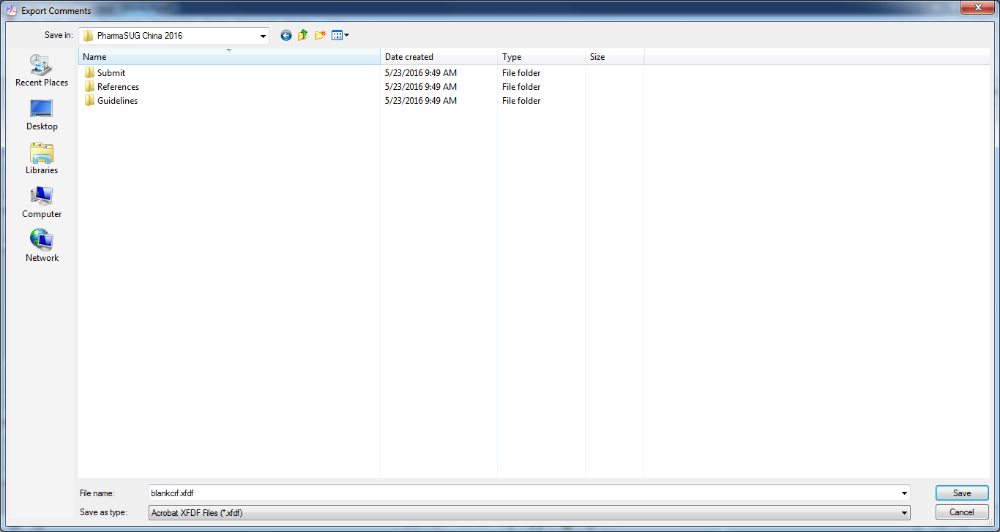 Export Comments
Save in: PharmaSUG China 2016
Name Date created Type Size
Submit 5/23/2016 9:49 AM File folder
References 5/23/2016 9:49 AM File folder
Guidelines 5/23/2016 9:49 AM File folder
Recent Places
Desktop
Libraries
Computer
Network
File name: blankcrf.xfdf Save
Save as type: Acrobat XFDF Files (*.xfdf) Cancel